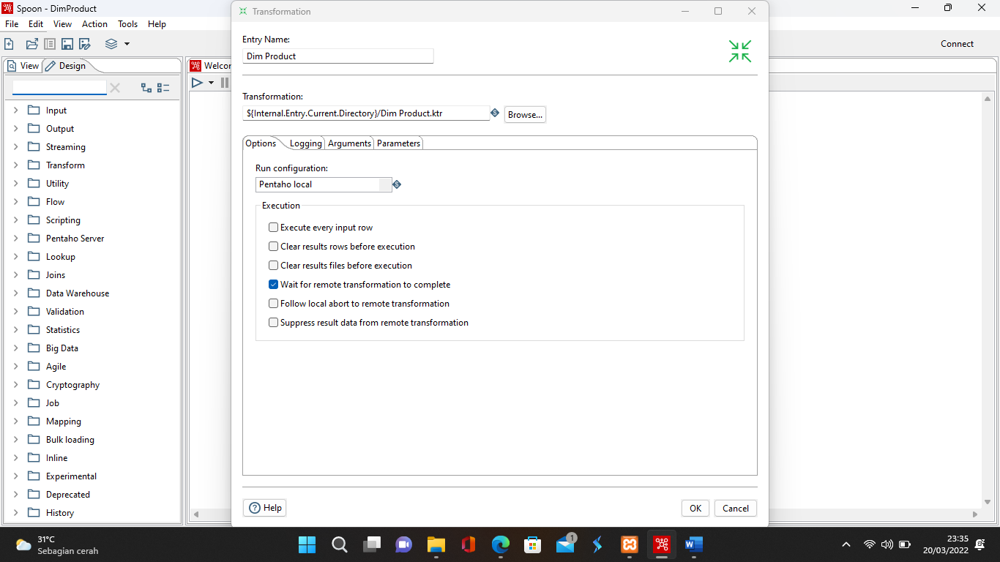 Spoon - DimProduct
File Edit View Action Tools Help
Connect
View Design
Input
Output
Streaming
Transform
Utility
Flow
Scripting
Pentaho Server
Lookup
Joins
Data Warehouse
Validation
Statistics
Big Data
Agile
Cryptography
Job
Mapping
Bulk loading
Inline
Experimental
Deprecated
History
Welcor
Transformation
Entry Name:
Dim Product
Transformation:
${Internal.Entry.Current.Directory}/Dim Product.ktr
Browse...
Options Logging Arguments Parameters
Run configuration:
Pentaho local
Execution
Execute every input row
Clear results rows before execution
Clear results files before execution
Wait for remote transformation to complete
Follow local abort to remote transformation
Suppress result data from remote transformation
Help
OK Cancel
31°C
Sebagian cerah
1
23:35
20/03/2022